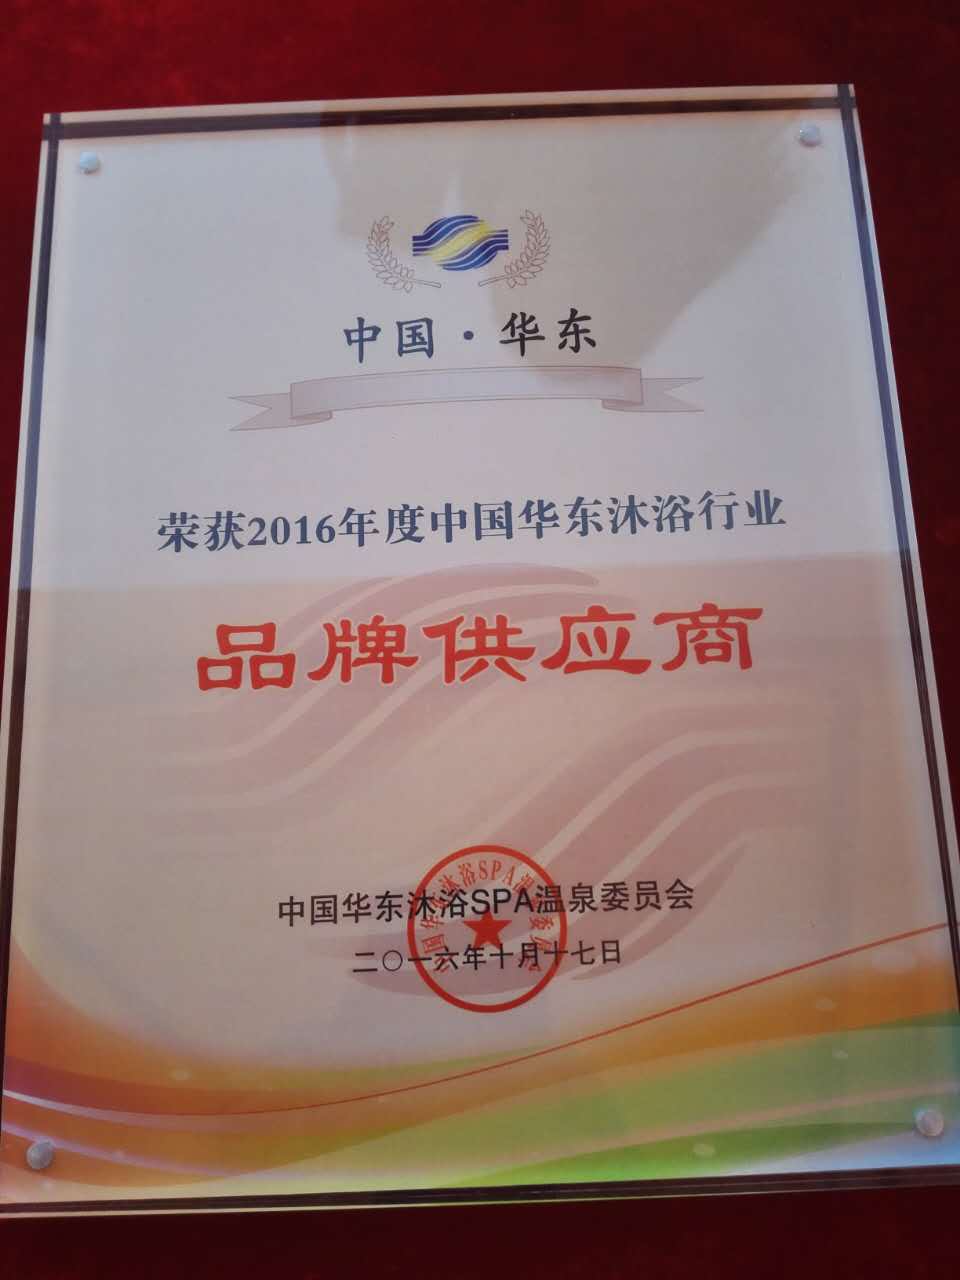 中国·华东
荣获2016年度中国华东沐浴行业
品牌供应商
中国华东沐浴SPA温泉委员会
二〇一六年十月十七日